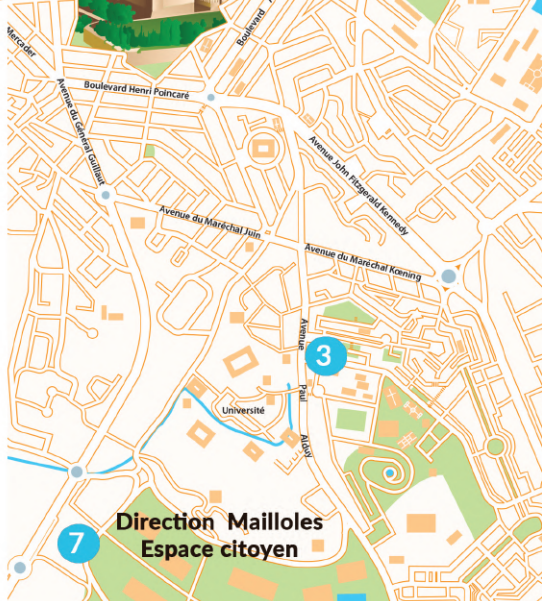 Mercader
Boulevard
Boulevard Henri Poincaré
Avenue du Général Guillaut
Avenue John Fitzgerald Kennedy
Avenue du Maréchal Juin
Avenue du Maréchal Kœning
Avenue Paul Alduy
3
Université
7
Direction Mailloles
Espace citoyen